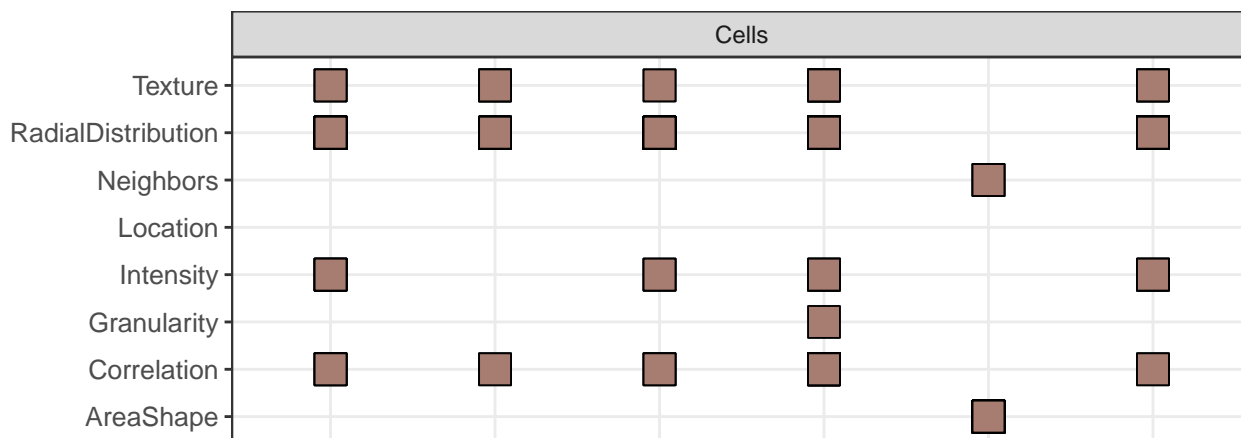 Cells
Texture
RadialDistribution
Neighbors
Location
Intensity
Granularity
Correlation
AreaShape